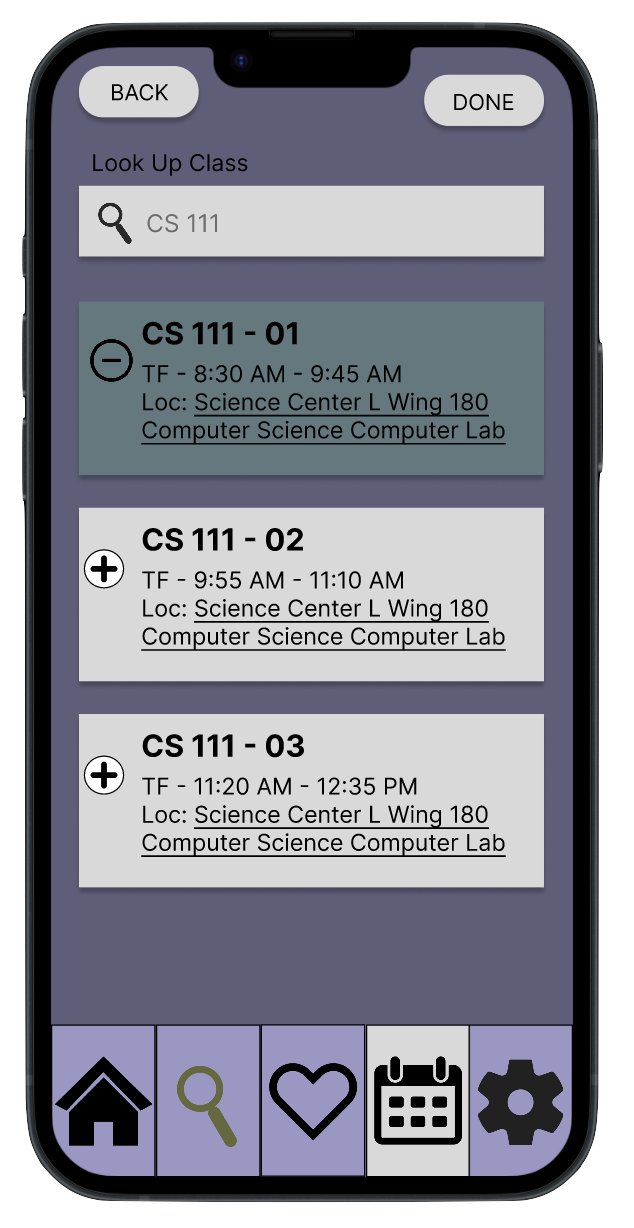 BACK
DONE
Look Up Class
CS 111
CS 111 - 01
TF - 8:30 AM - 9:45 AM
Loc: Science Center L Wing 180
Computer Science Computer Lab
CS 111 - 02
TF - 9:55 AM - 11:10 AM
Loc: Science Center L Wing 180
Computer Science Computer Lab
CS 111 - 03
TF - 11:20 AM - 12:35 PM
Loc: Science Center L Wing 180
Computer Science Computer Lab